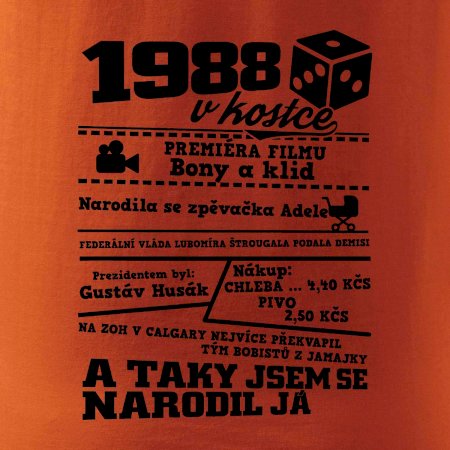 1988
v kostce
PREMIÉRA FILMU
Bony a klid
Narodila se zpěvačka Adele
FEDERÁLNÍ VLÁDA LUBOMÍRA ŠTROUGALA PODALA DEMISI
Prezidentem byl:
Gustáv Husák
Nákup:
CHLEBA ... 4,40 KČS
PIVO
2,50 KČS
NA ZOH V CALGARY NEJVÍCE PŘEKVAPIL
TÝM BOBISTŮ Z JAMAJKY
A TAKY JSEM SE
NARODIL JÁ